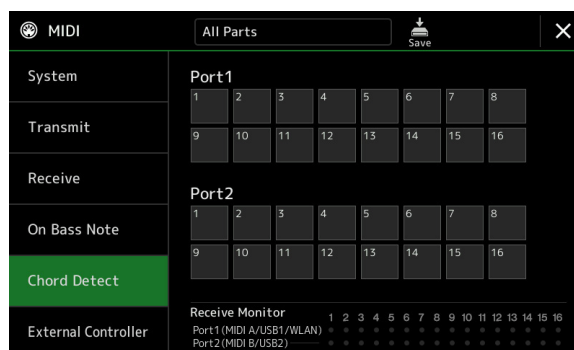 MIDI
All Parts
Save
System
Transmit
Receive
On Bass Note
Chord Detect
External Controller
Port1
1 2 3 4 5 6 7 8
9 10 11 12 13 14 15 16
Port2
1 2 3 4 5 6 7 8
9 10 11 12 13 14 15 16
Receive Monitor 1 2 3 4 5 6 7 8 9 10 11 12 13 14 15 16
Port1(MIDI A/USB1/WLAN)
Port2(MIDI B/USB2)